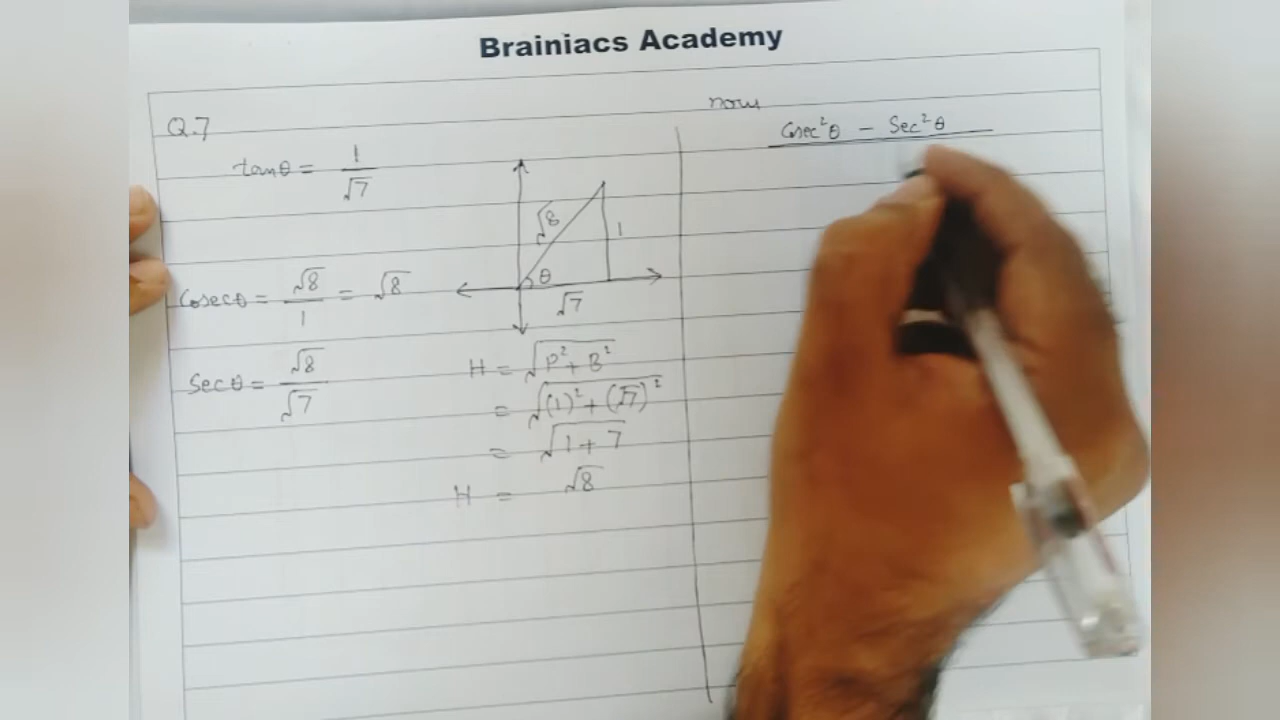 Brainiacs Academy
Q.7
tanθ = 1/√7
Cosecθ = √8/1 = √8
Secθ = √8/√7
√8
1
θ
√7
H = √P²+B²
= √(1)²+(√7)²
= √1+7
H = √8
now
Cosec²θ - Sec²θ